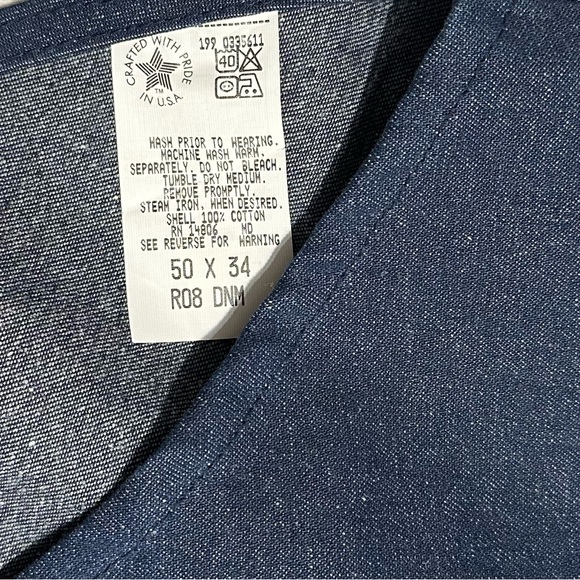 CRAFTED WITH PRIDE
IN U.S.A.
TM
199 0335611
40
WASH PRIOR TO WEARING.
MACHINE WASH WARM.
SEPARATELY. DO NOT BLEACH.
TUMBLE DRY MEDIUM.
REMOVE PROMPTLY.
STEAM IRON, WHEN DESIRED.
SHELL 100% COTTON
RN 14806 MD
SEE REVERSE FOR WARNING
50 X 34
R08 DNM